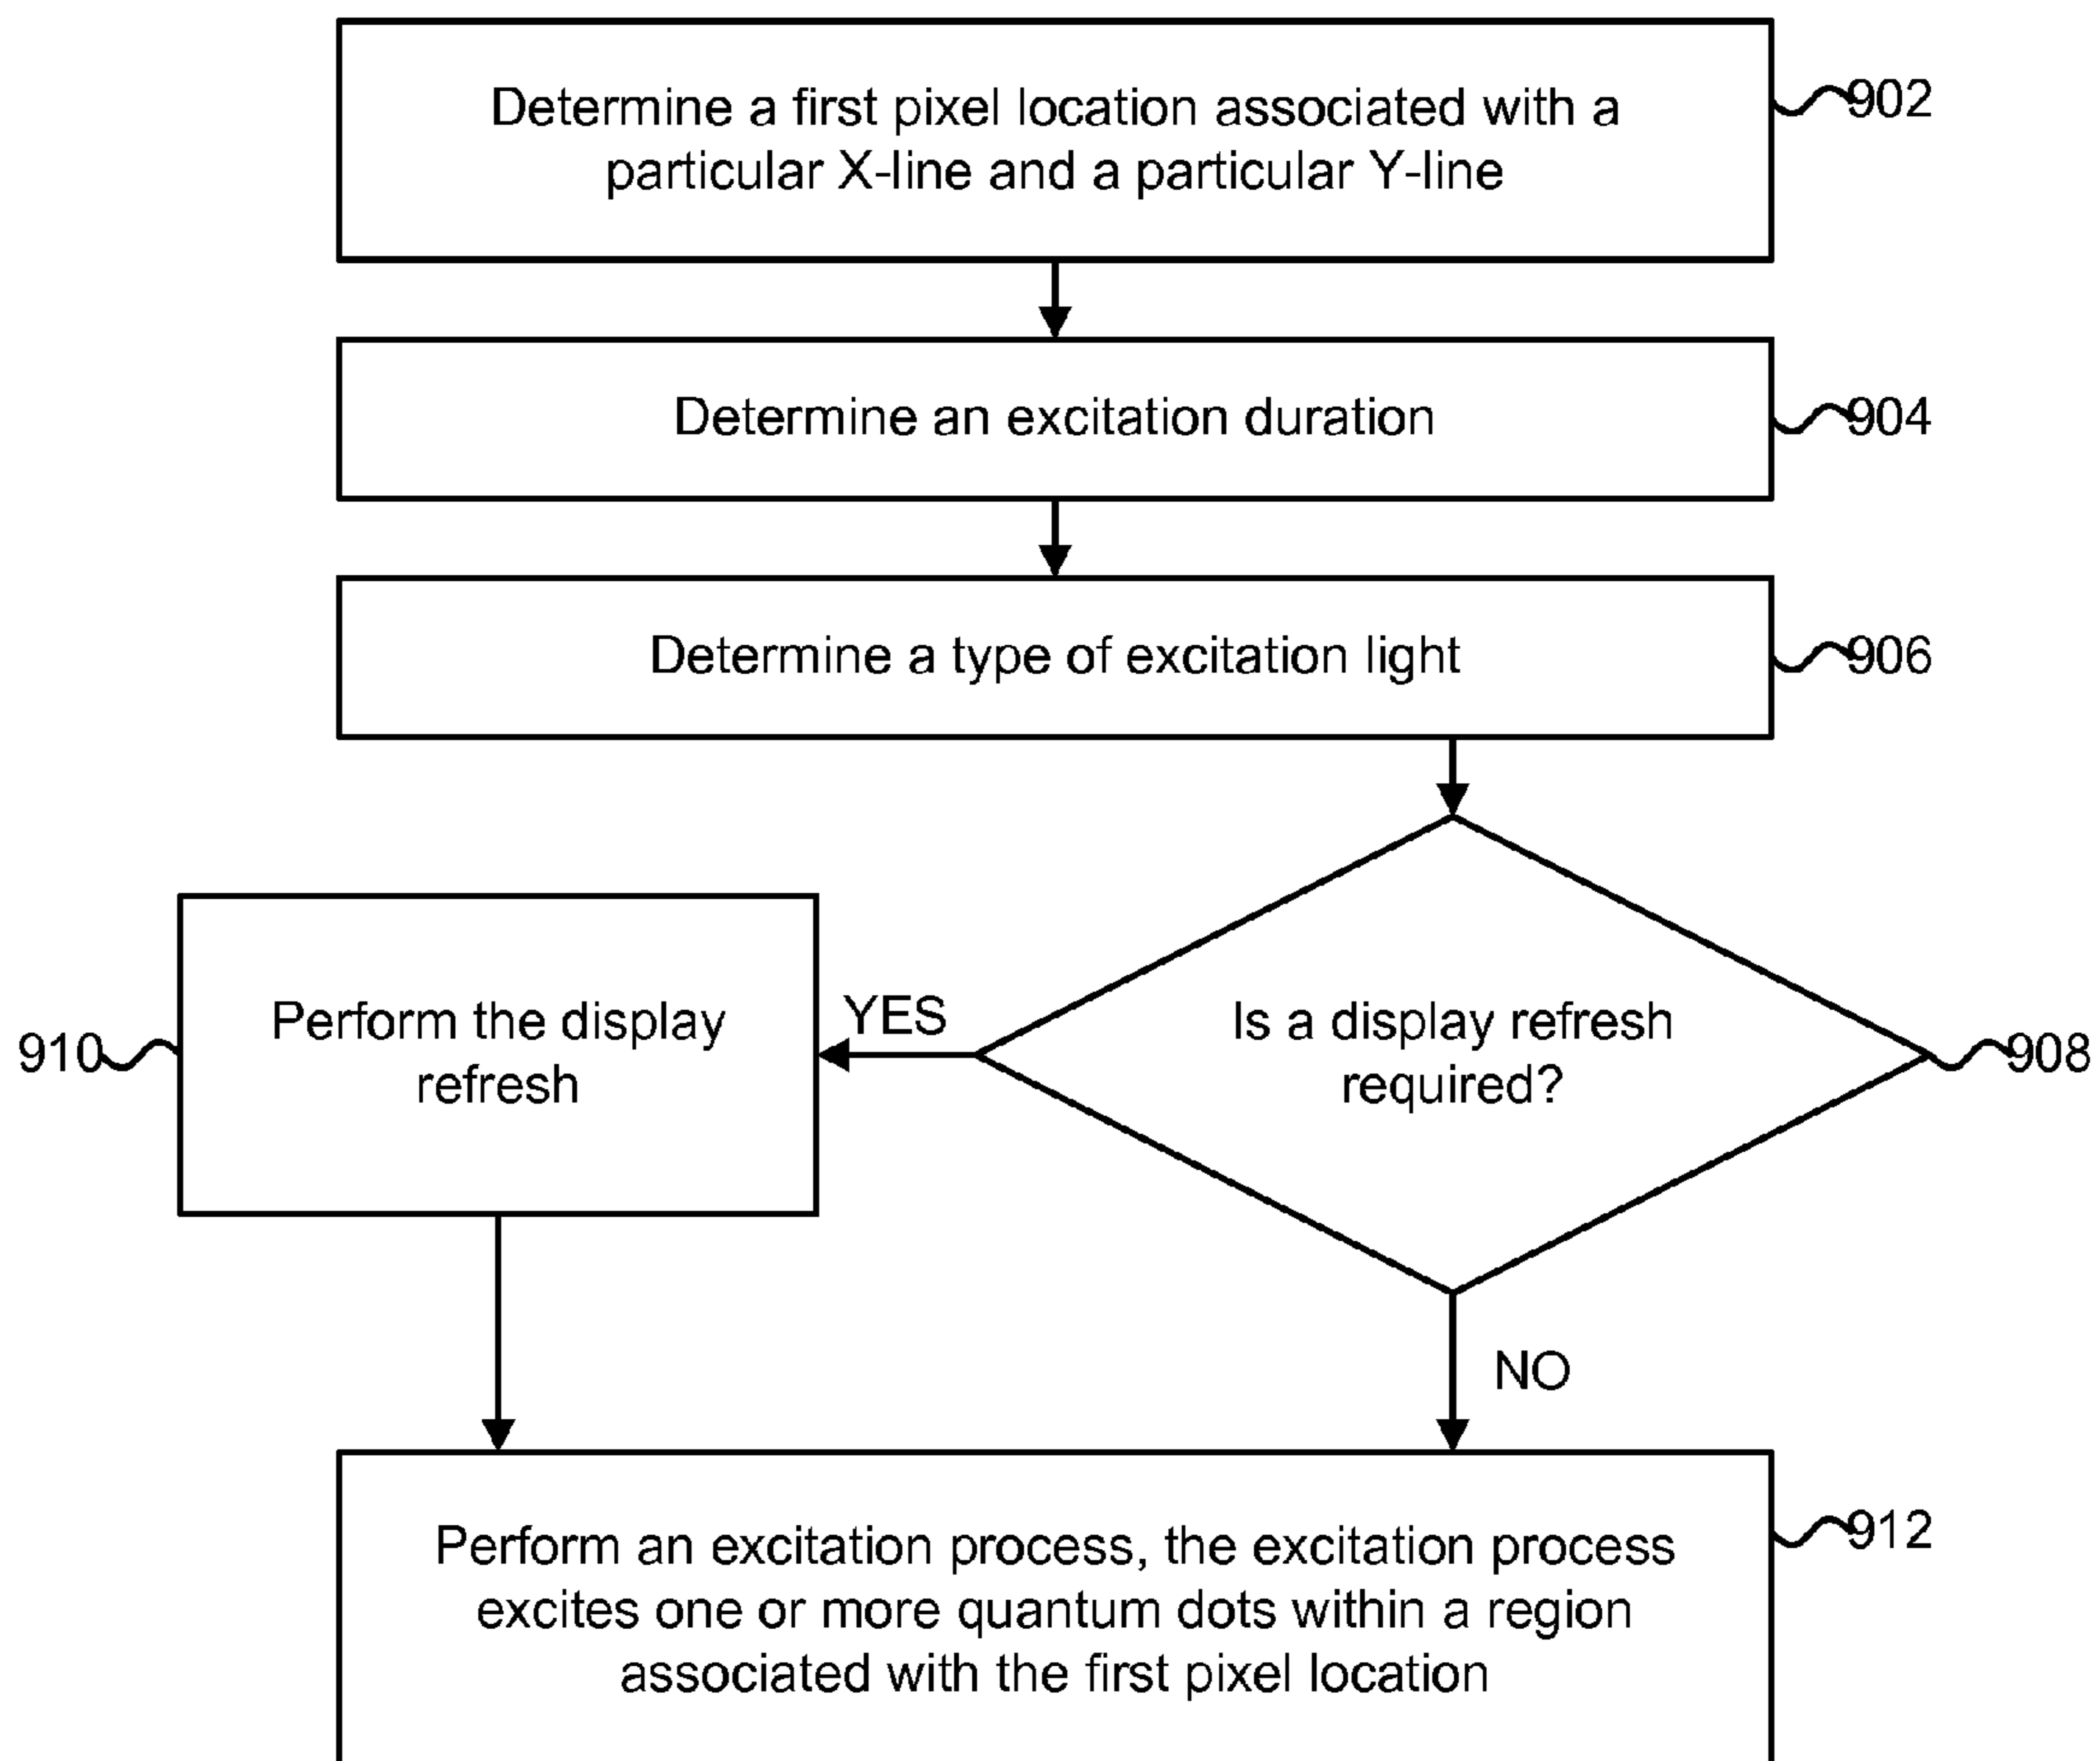 Determine a first pixel location associated with a
particular X-line and a particular Y-line
902
Determine an excitation duration
904
Determine a type of excitation light
906
Is a display refresh
required?
908
YES
Perform the display
refresh
910
NO
Perform an excitation process, the excitation process
excites one or more quantum dots within a region
associated with the first pixel location
912